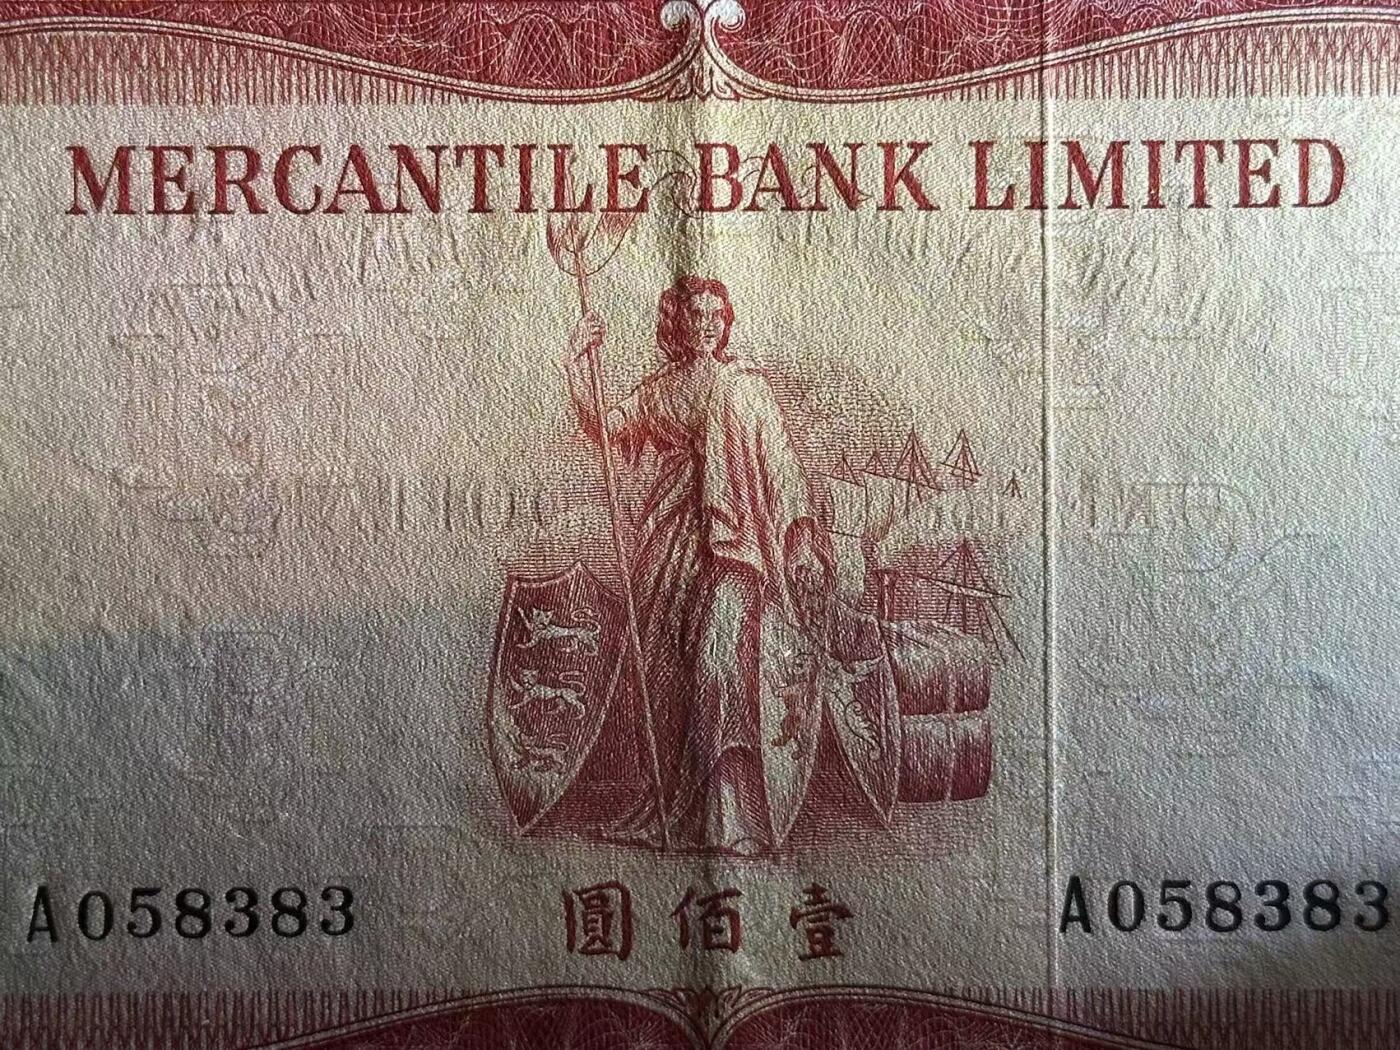 MERCANTILE BANK LIMITED
A058383
圓佰壹
A058383